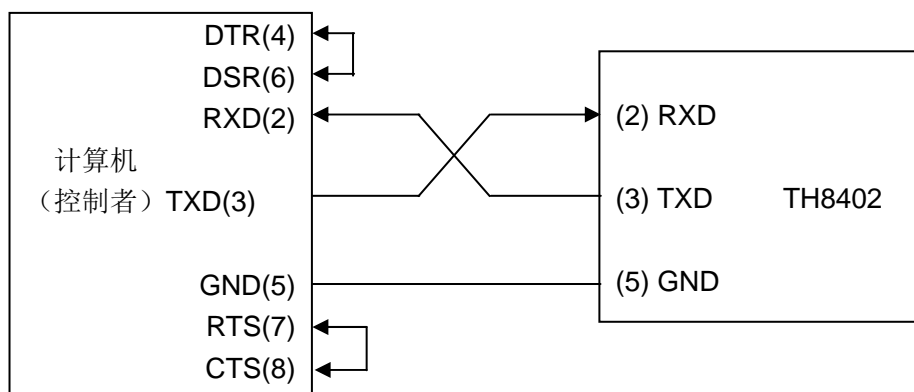 DTR(4)
DSR(6)
RXD(2)
计算机
（控制者）TXD(3)
GND(5)
RTS(7)
CTS(8)
(2) RXD
(3) TXD TH8402
(5) GND